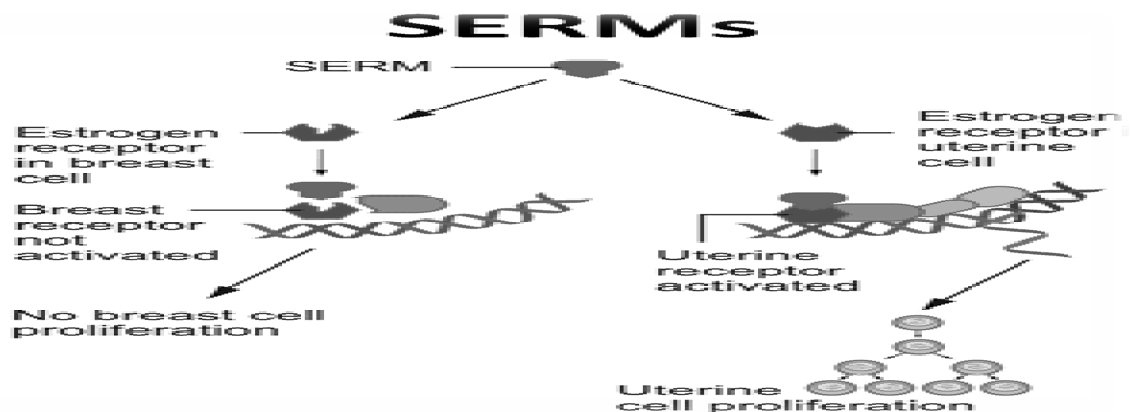 SERMs
SERM
Estrogen
receptor
in breast
cell
Breast
receptor
not
activated
No breast cell
proliferation
Estrogen
receptor
uterine
cell
Uterine
receptor
activated
Uterine
cell proliferation